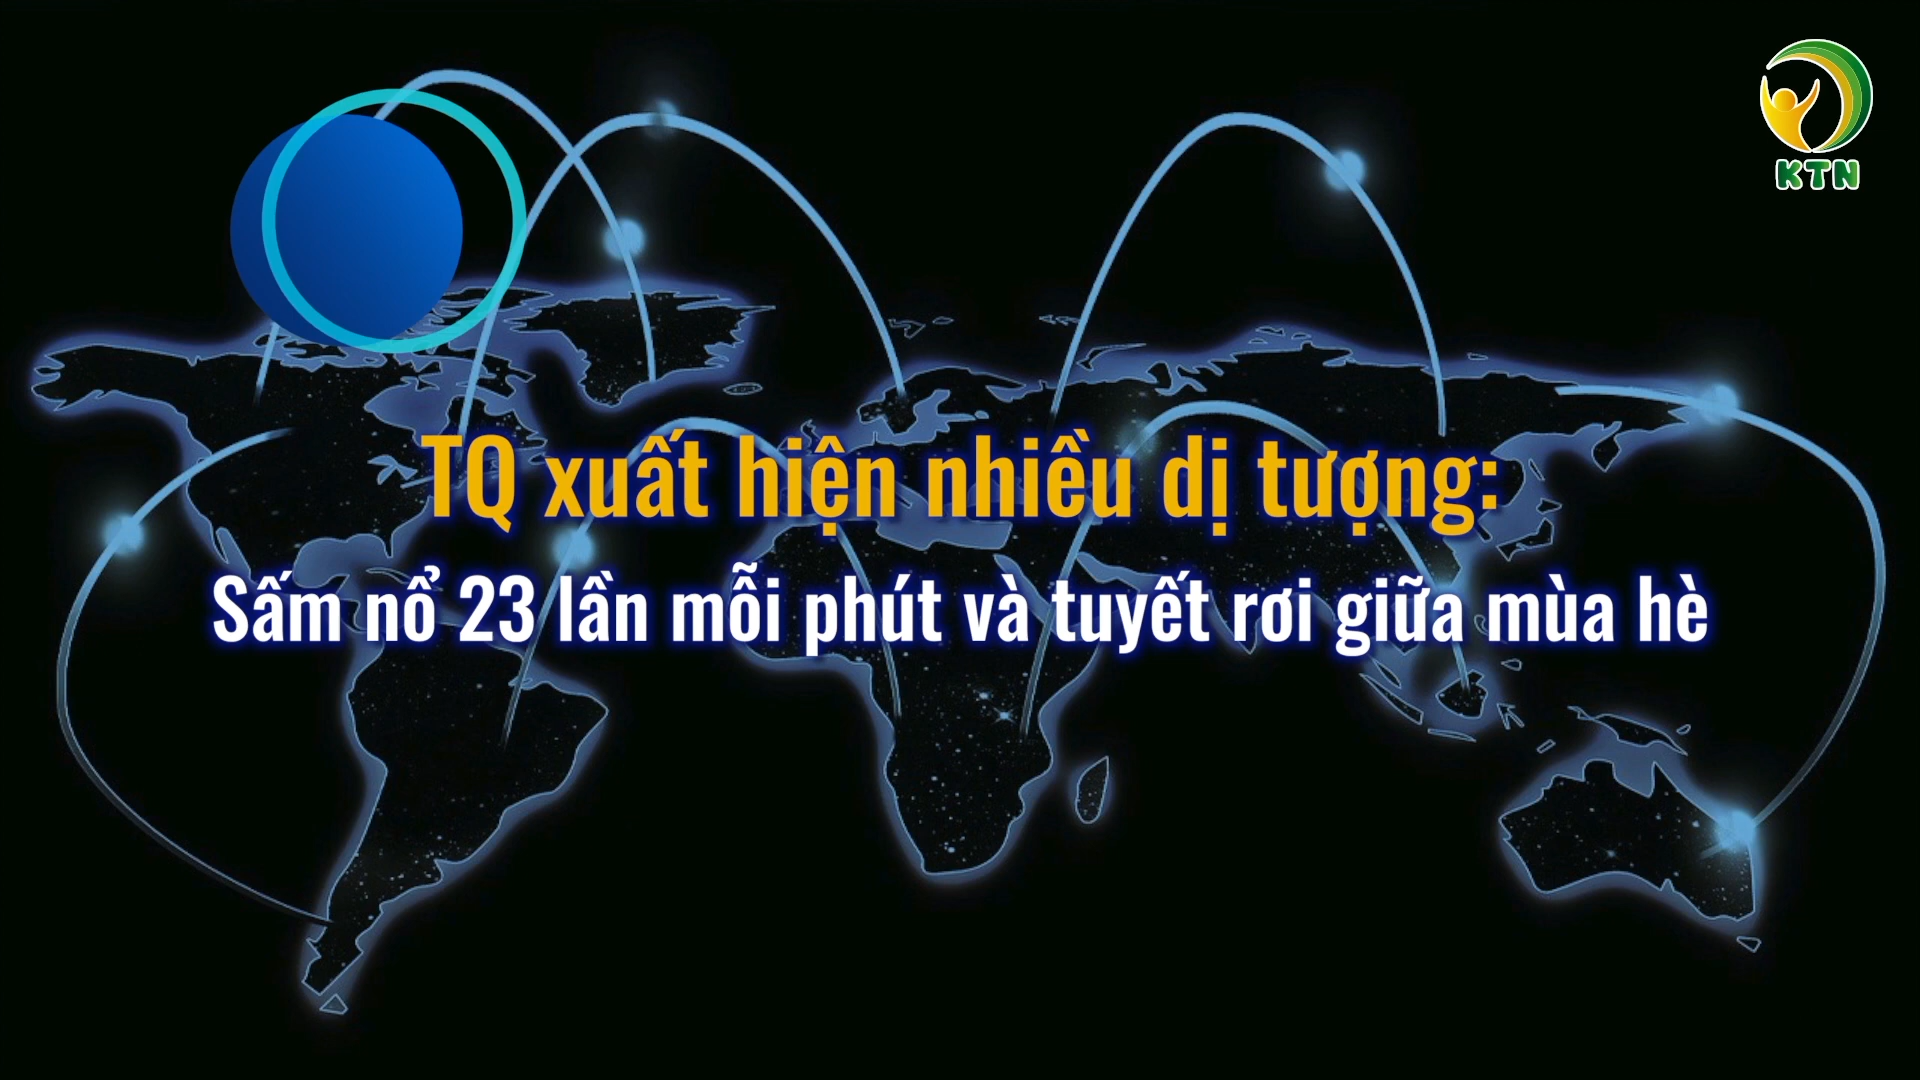 KTN
TQ xuất hiện nhiều dị tượng:
Sấm nổ 23 lần mỗi phút và tuyết rơi giữa mùa hè